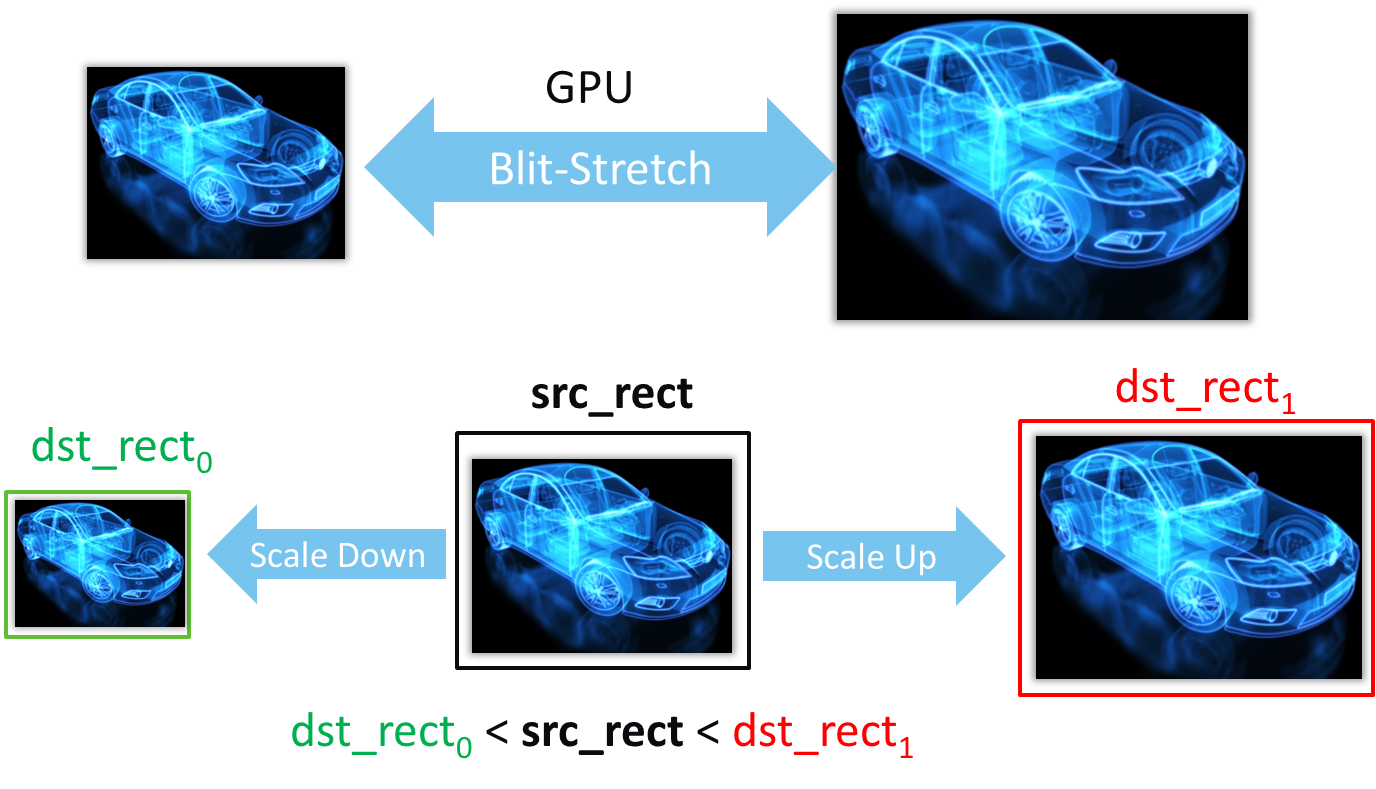 GPU
Blit-Stretch
src_rect
dst_rect₁
dst_rect₀
Scale Down
Scale Up
dst_rect₀ < src_rect < dst_rect₁